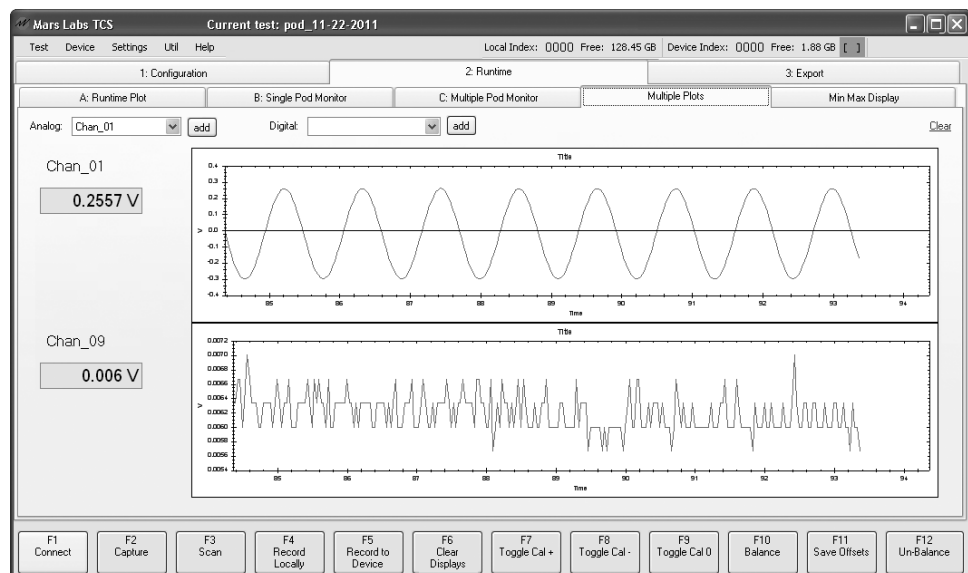 Mars Labs TCS Current test: pod_11-22-2011
Test Device Settings Util Help Local Index: 0000 Free: 128.45 GB Device Index: 0000 Free: 1.88 GB [ ]
1: Configuration 2: Runtime 3: Export
A: Runtime Plot B: Single Pod Monitor C: Multiple Pod Monitor Multiple Plots Min Max Display
Analog: Chan_01 add Digital: add Clear
Chan_01
0.2557 V
Title
0.4
0.3
0.2
0.1
0.0
-0.1
-0.2
-0.3
-0.4
V
85 86 87 88 89 90 91 92 93 94
Time
Chan_09
0.006 V
Title
0.0072
0.0070
0.0068
0.0066
0.0064
0.0062
0.0060
0.0058
0.0056
0.0054
V
85 86 87 88 89 90 91 92 93 94
Time
F1 F2 F3 F4 F5 F6 F7 F8 F9 F10 F11 F12
Connect Capture Scan Record Locally Record to Device Clear Displays Toggle Cal + Toggle Cal - Toggle Cal 0 Balance Save Offsets Un-Balance